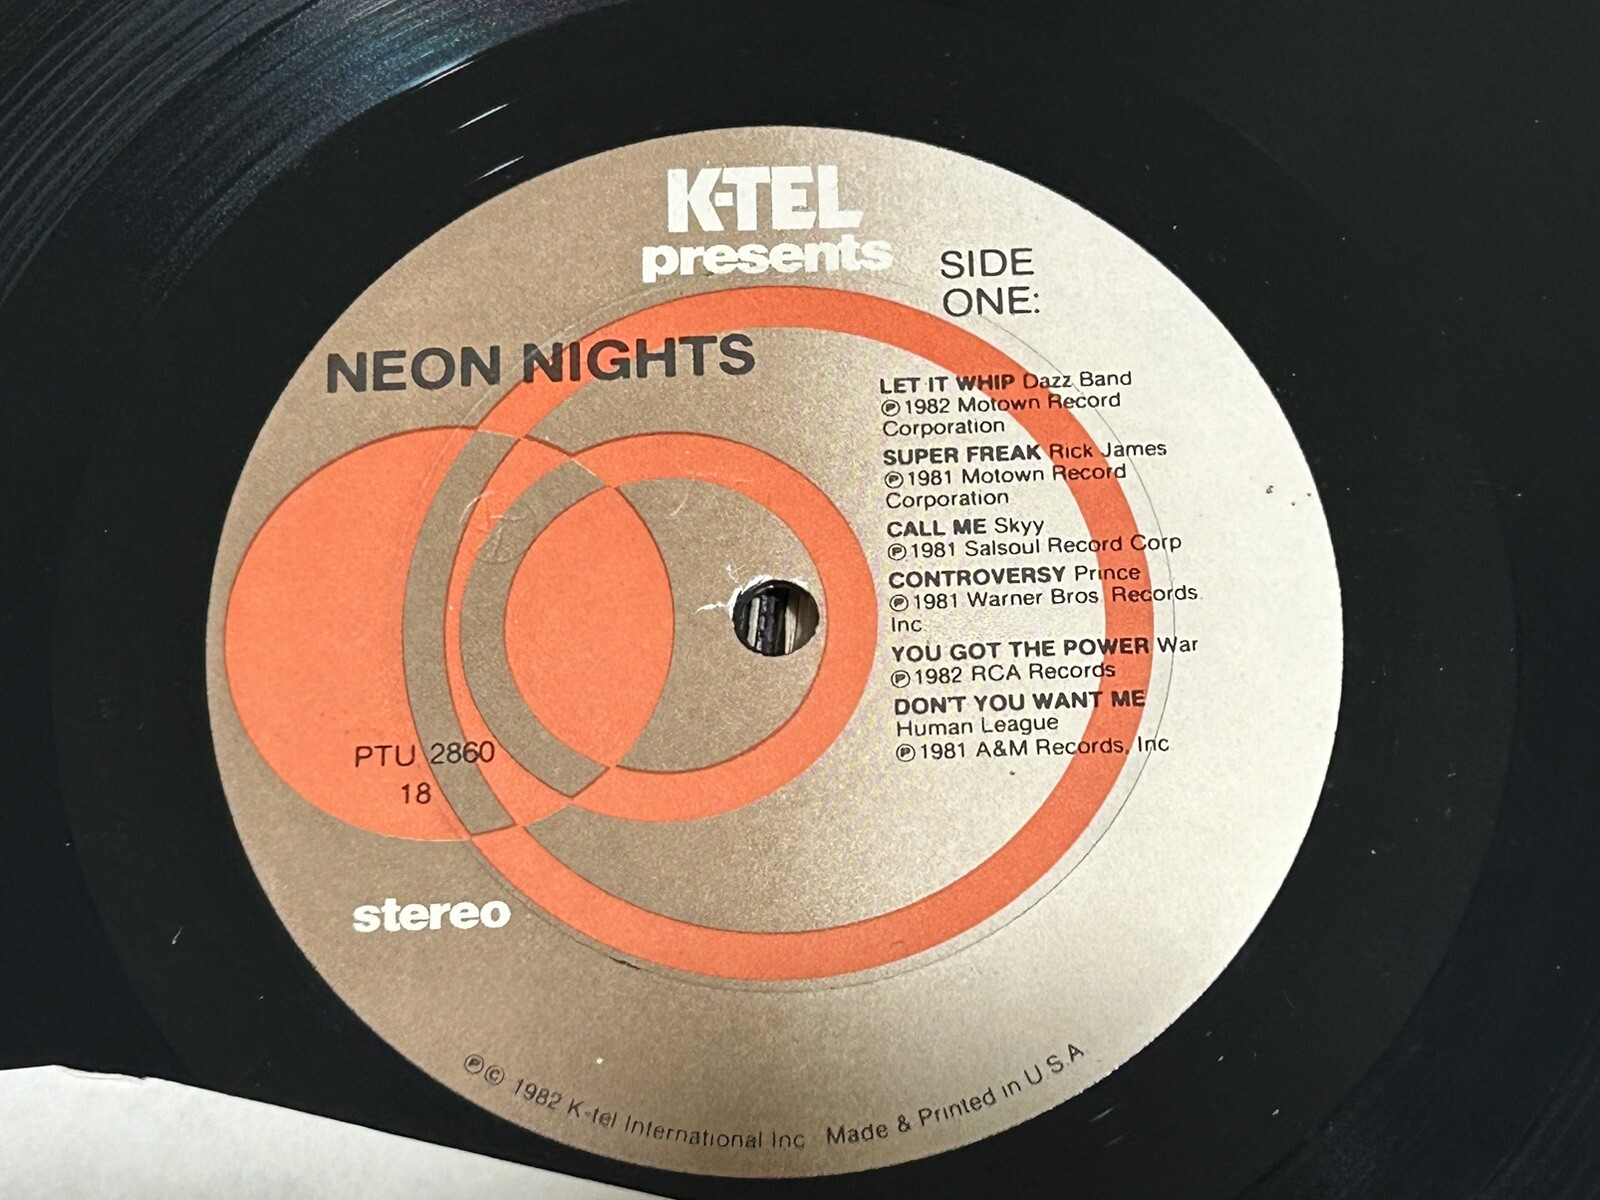 K-TEL
presents
SIDE
ONE:
NEON NIGHTS
LET IT WHIP Dazz Band
℗ 1982 Motown Record
Corporation
SUPER FREAK Rick James
℗ 1981 Motown Record
Corporation
CALL ME Skyy
℗ 1981 Salsoul Record Corp
CONTROVERSY Prince
℗ 1981 Warner Bros. Records
Inc
YOU GOT THE POWER War
℗ 1982 RCA Records
DON'T YOU WANT ME
Human League
℗ 1981 A&M Records, Inc
PTU 2860
18
stereo
℗© 1982 K-tel International Inc Made & Printed in U.S.A